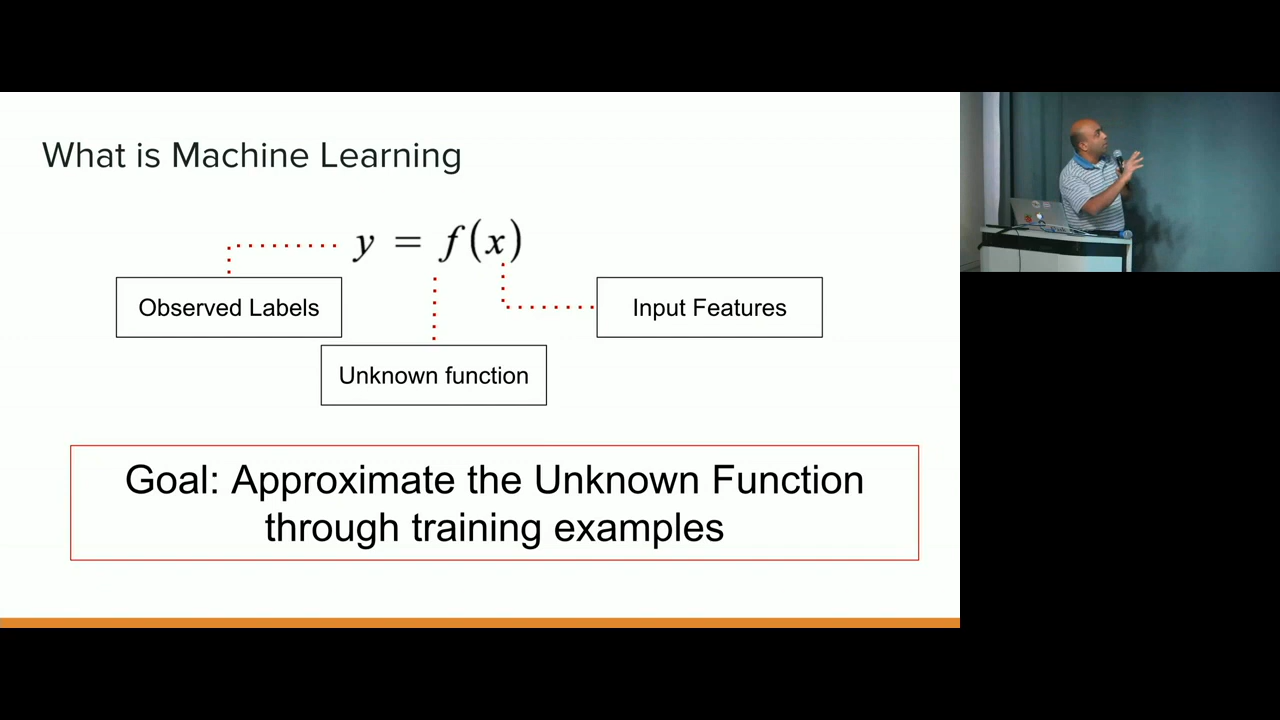 What is Machine Learning
y = f(x)
Observed Labels
Input Features
Unknown function
Goal: Approximate the Unknown Function
through training examples